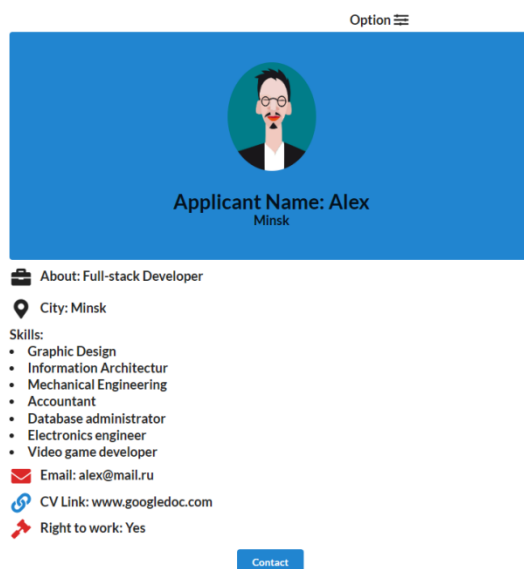 Option
Applicant Name: Alex
Minsk
About: Full-stack Developer
City: Minsk
Skills:
• Graphic Design
• Information Architectur
• Mechanical Engineering
• Accountant
• Database administrator
• Electronics engineer
• Video game developer
Email: alex@mail.ru
CV Link: www.googledoc.com
Right to work: Yes
Contact